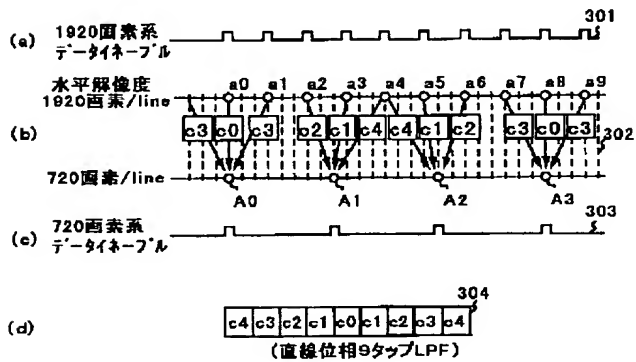 301
(a) 1920画素系
データイネーブル
水平解像度
1920画素/line
a0 a1 a2 a3 a4 a5 a6 a7 a8 a9
(b)
c3 c0 c3 c2 c1 c4 c4 c1 c2 c3 c0 c3
302
720画素/line
A0 A1 A2 A3
303
(c) 720画素系
データイネーブル
304
(d) c4 c3 c2 c1 c0 c1 c2 c3 c4
(直線位相9タップLPF)